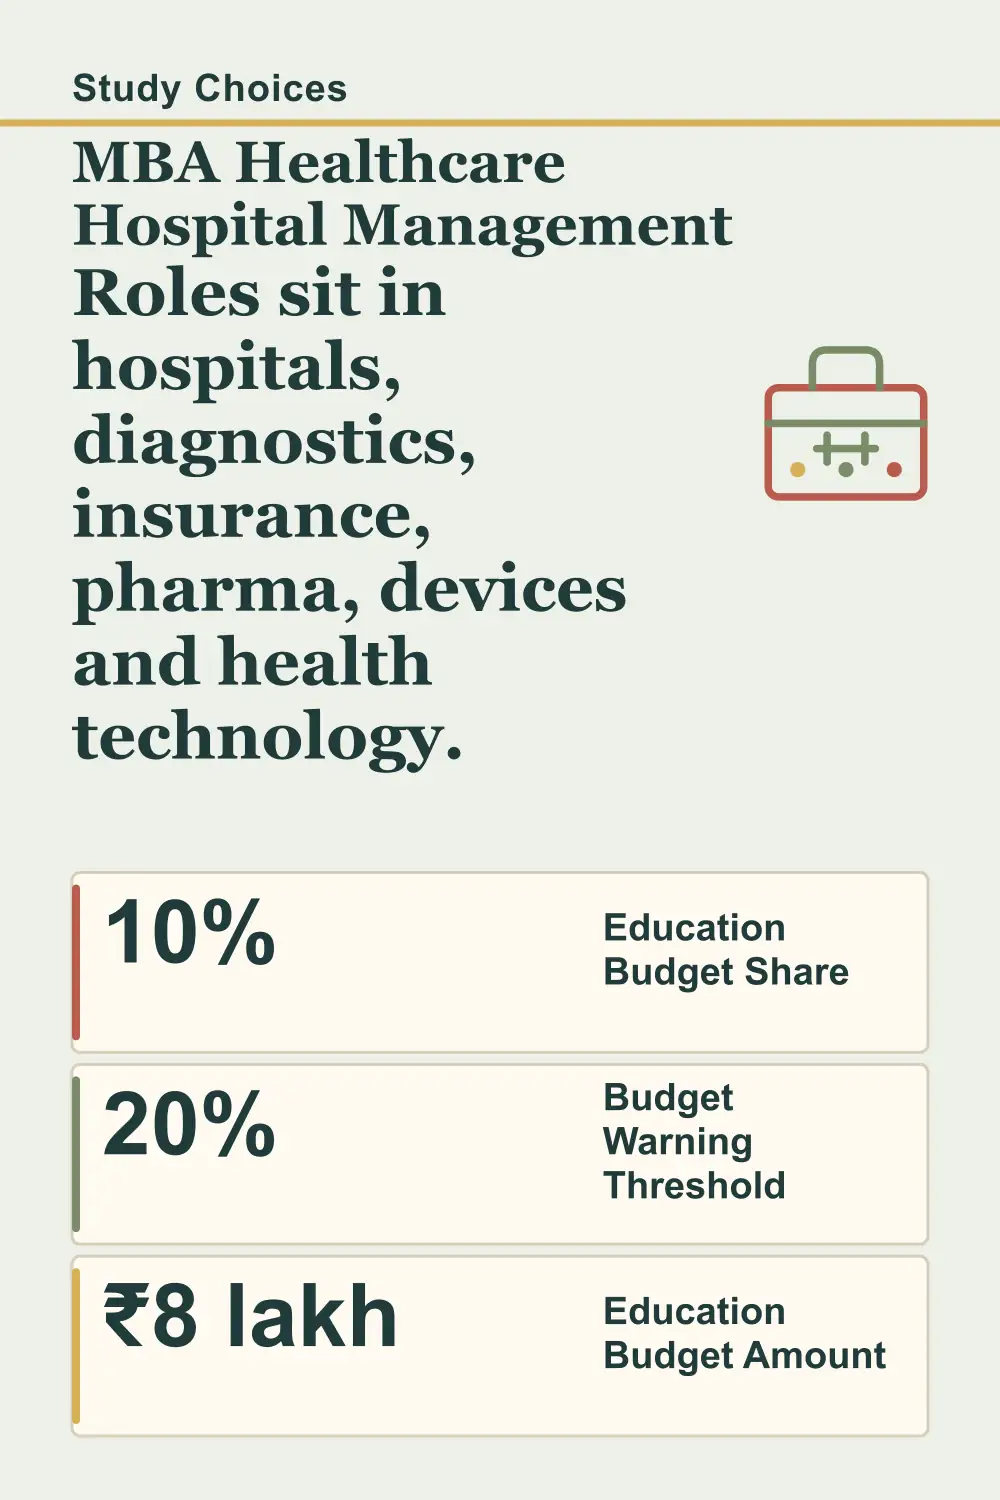 Study Choices
MBA Healthcare
Hospital Management
Roles sit in
hospitals,
diagnostics,
insurance,
pharma, devices
and health
technology.
10%
Education
Budget Share
20%
Budget
Warning
Threshold
₹8 lakh
Education
Budget Amount